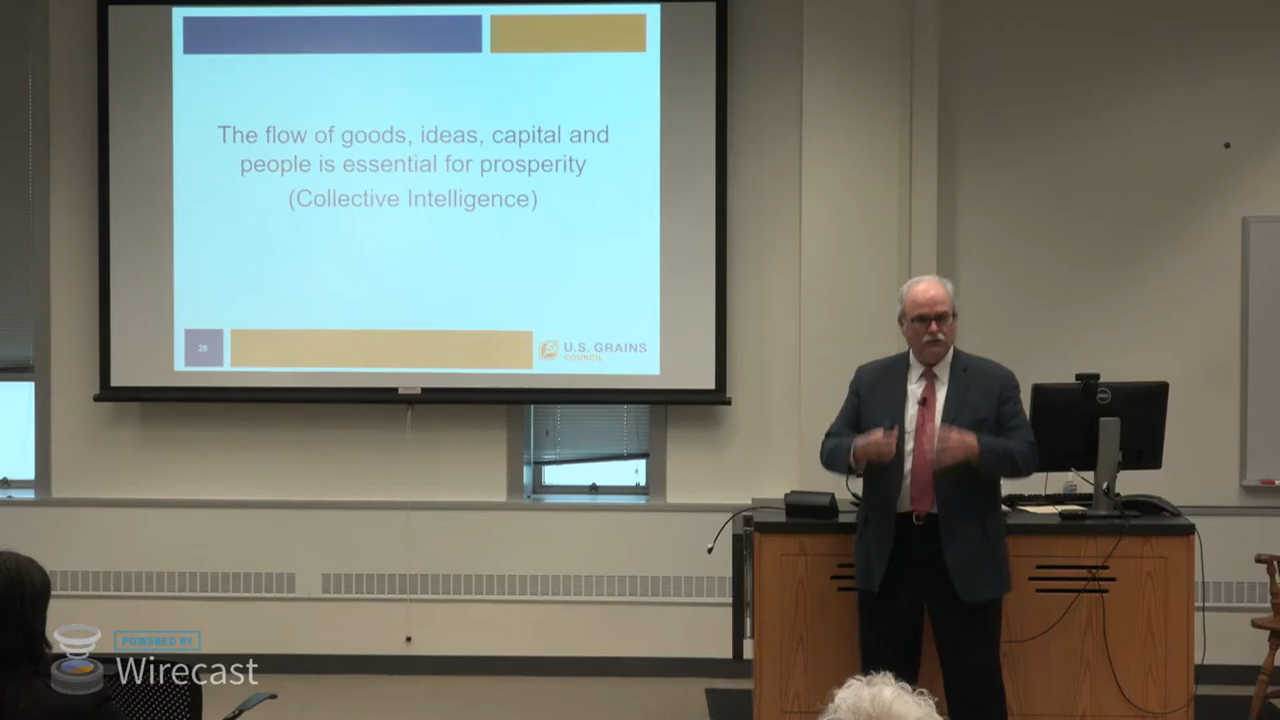 The flow of goods, ideas, capital and
people is essential for prosperity
(Collective Intelligence)
28
U.S. GRAINS
COUNCIL
DELL
POWERED BY
Wirecast